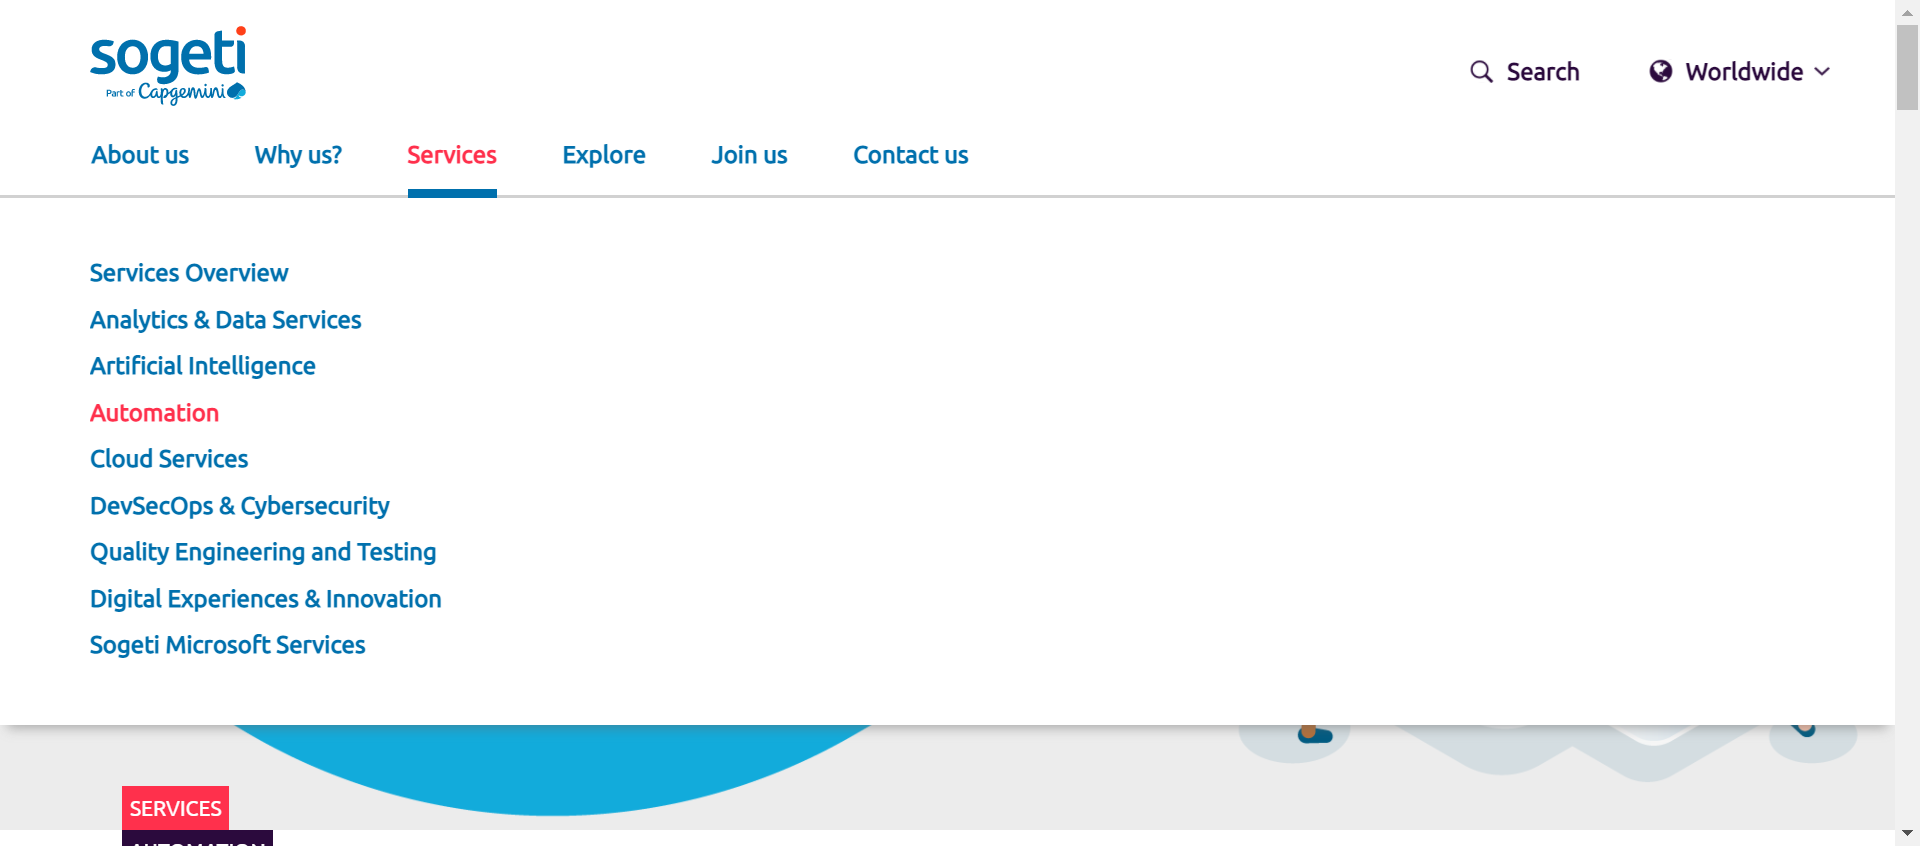 sogeti
Part of Capgemini
Search
Worldwide
About us
Why us?
Services
Explore
Join us
Contact us
Services Overview
Analytics & Data Services
Artificial Intelligence
Automation
Cloud Services
DevSecOps & Cybersecurity
Quality Engineering and Testing
Digital Experiences & Innovation
Sogeti Microsoft Services
SERVICES
AUTOMATION